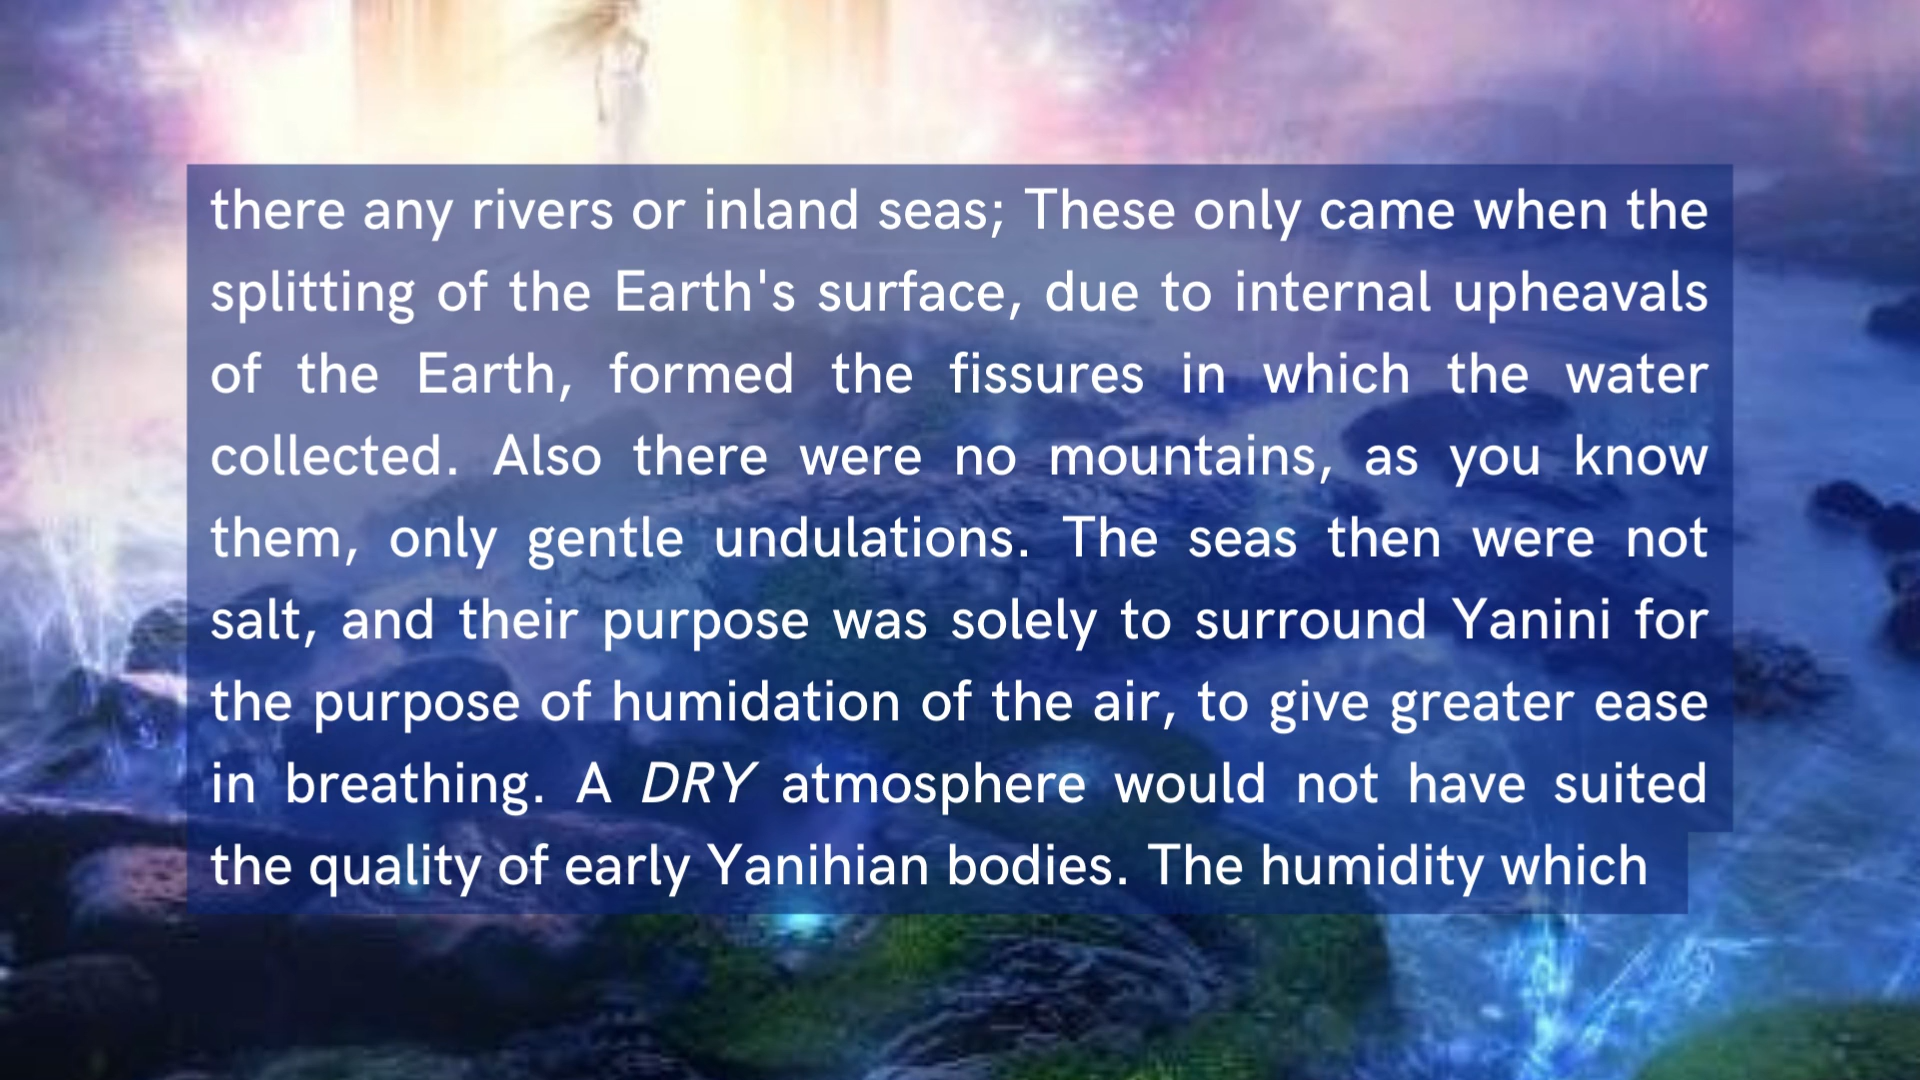 there any rivers or inland seas; These only came when the
splitting of the Earth's surface, due to internal upheavals
of the Earth, formed the fissures in which the water
collected. Also there were no mountains, as you know
them, only gentle undulations. The seas then were not
salt, and their purpose was solely to surround Yanini for
the purpose of humidation of the air, to give greater ease
in breathing. A DRY atmosphere would not have suited
the quality of early Yanihian bodies. The humidity which